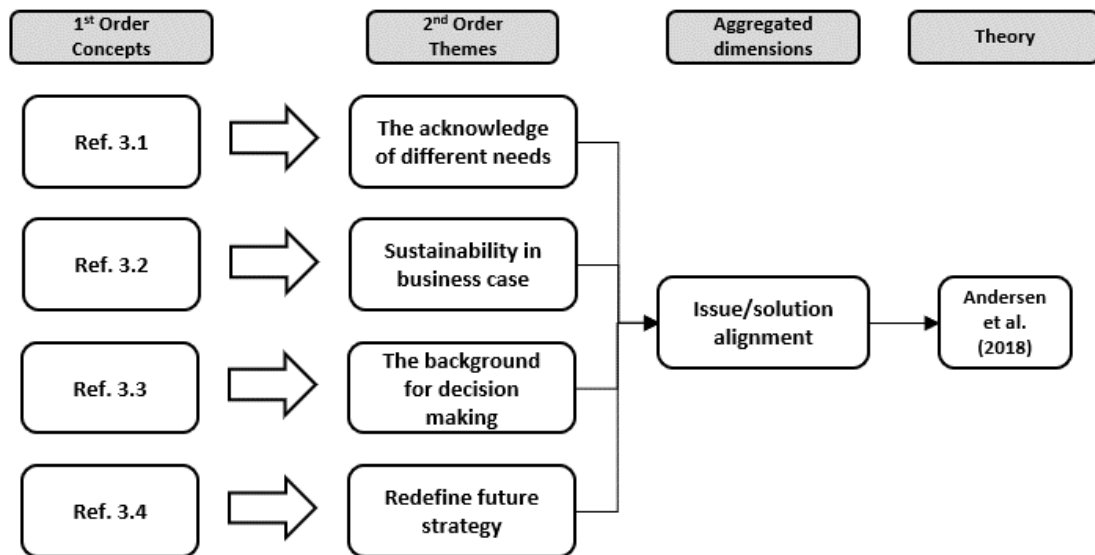 1st Order
Concepts
2nd Order
Themes
Aggregated
dimensions
Theory
Ref. 3.1
The acknowledge
of different needs
Ref. 3.2
Sustainability in
business case
Ref. 3.3
The background
for decision
making
Ref. 3.4
Redefine future
strategy
Issue/solution
alignment
Andersen
et al.
(2018)